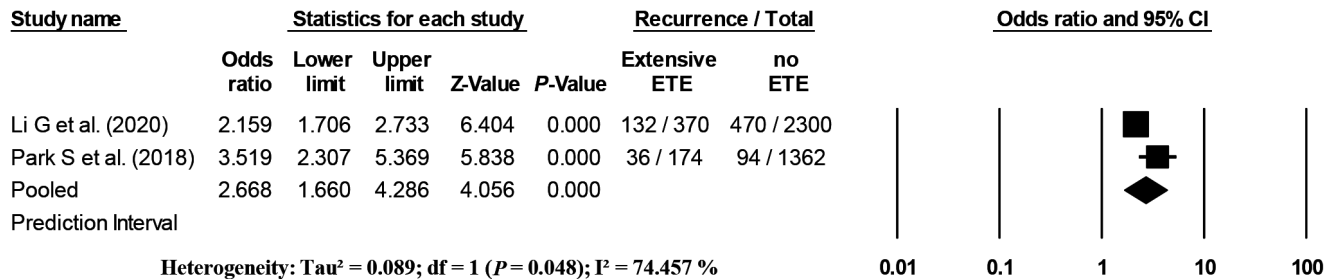 Study name Statistics for each study Recurrence / Total Odds ratio and 95% CI
Odds ratio Lower limit Upper limit Z-Value P-Value Extensive ETE no ETE
Li G et al. (2020) 2.159 1.706 2.733 6.404 0.000 132 / 370 470 / 2300
Park S et al. (2018) 3.519 2.307 5.369 5.838 0.000 36 / 174 94 / 1362
Pooled 2.668 1.660 4.286 4.056 0.000
Prediction Interval
Heterogeneity: Tau² = 0.089; df = 1 (P = 0.048); I² = 74.457 % 0.01 0.1 1 10 100